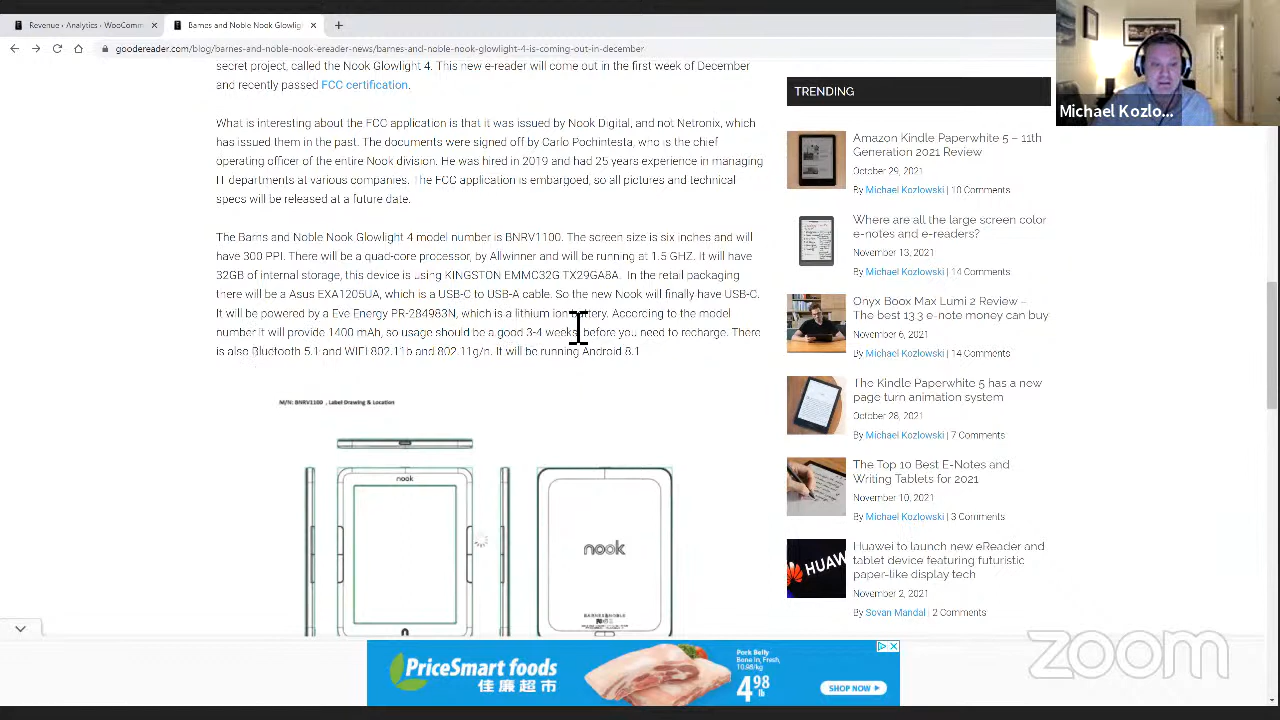 Revenue ‹ Analytics ‹ WooComm
Barnes and Noble Nook Glowligh
goodereader.com/blog/barnes-and-noble-nook-ereader-news/barnes-and-noble-nook-glowlight-4-is-coming-out-in-december
Michael Kozlo...
secret project, called the Nook Glowlight 4. This new e-reader will come out in the first week of December
and recently passed FCC certification.
What is interesting about the FCC documents, is that it was issued by Nook Digital and not Netronix, which
has issued them in the past. The documents were signed off by Carlo Pochintesta, who is the chief
operating officer of the entire Nook division. He was hired in 2019 and had 25 years experience in managing
IT departments at various companies. The FCC application is embargoed, so all pictures and technical
specs will be released at a future date.
The Barns and Noble Nook Glowlight 4 model number is BNRV1100. The screen size is six inches and will
have 300 PPI. There will be a quad-core processor, by Allwinner and will be running at 1.5 GHZ. It will have
32GB of internal storage, this device is using KINGSTON EMMC32G TX29GA8A. In the retail packaging
there will be a Asus EXA1205UA, which is a USB-C to USB-A cable. So the new Nook will finally have USB-C.
It will be powered by a Eve Energy PR-284983N, which is a lithium ion battery. According to the model
number it will provide 1400 mAh, so usage should be a good 3-4 weeks, before you need to recharge. There
is also Bluetooth 5.1 and WIFI 802.11b and 802.11g/n. It will be running Android 8.1
M/N: BNRV1100 , Label Drawing & Location
nook
nook
BARNES&NOBLE
TRENDING
Amazon Kindle Paperwhite 5 – 11th
Generation 2021 Review
October 29, 2021
By Michael Kozlowski | 10 Comments
Where are all the large screen color
e-notes and e-readers?
November 13, 2021
By Michael Kozlowski | 14 Comments
Onyx Boox Max Lumi 2 Review –
The best 13.3 e-note money can buy
November 6, 2021
By Michael Kozlowski | 14 Comments
The Kindle Paperwhite 5 has a new
page turn animation system
October 28, 2021
By Michael Kozlowski | 7 Comments
The Top 10 Best E-Notes and
Writing Tablets for 2021
November 10, 2021
By Michael Kozlowski | 3 Comments
HUAW
Huawei to launch new eReader and
tablet device featuring futuristic
paper-like display tech
November 2, 2021
By Sovan Mandal | 2 Comments
PriceSmart foods
佳廉超市
Pork Belly
Bone In, Fresh,
10.98/kg
4 98
lb
SHOP NOW
zoom